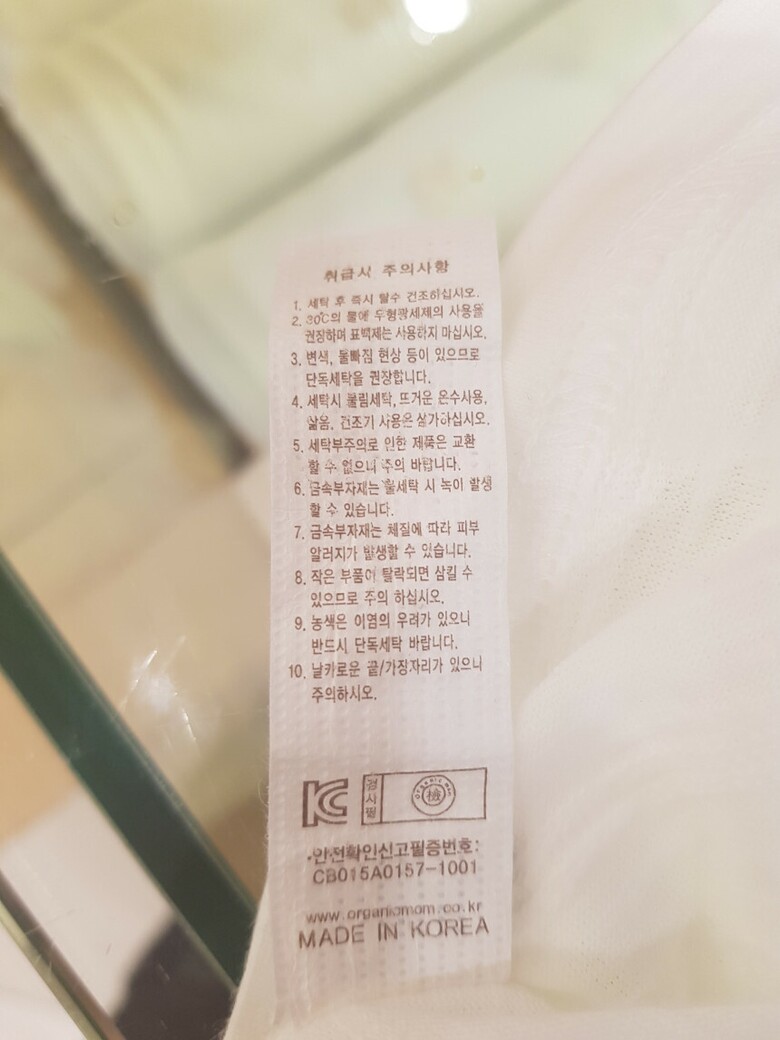 취급시 주의사항
1. 세탁 후 즉시 탈수 건조하십시오.
2. 30℃의 물에 무형광세제의 사용을
권장하며 표백제는 사용하지 마십시오.
3. 변색, 물빠짐 현상 등이 있으므로
단독세탁을 권장합니다.
4. 세탁시 불림세탁, 뜨거운 온수사용,
삶음, 건조기 사용은 삼가하십시오.
5. 세탁부주의로 인한 제품은 교환
할 수 없으니 주의 바랍니다.
6. 금속부자재는 물세탁 시 녹이 발생
할 수 있습니다.
7. 금속부자재는 체질에 따라 피부
알러지가 발생할 수 있습니다.
8. 작은 부품이 탈락되면 삼킬 수
있으므로 주의 하십시오.
9. 농색은 이염의 우려가 있으니
반드시 단독세탁 바랍니다.
10. 날카로운 끝/가장자리가 있으니
주의하시오.
검사필
ORGANIC MOM
檢
·안전확인신고필증번호:
CB015A0157-1001
www.organicmom.co.kr
MADE IN KOREA